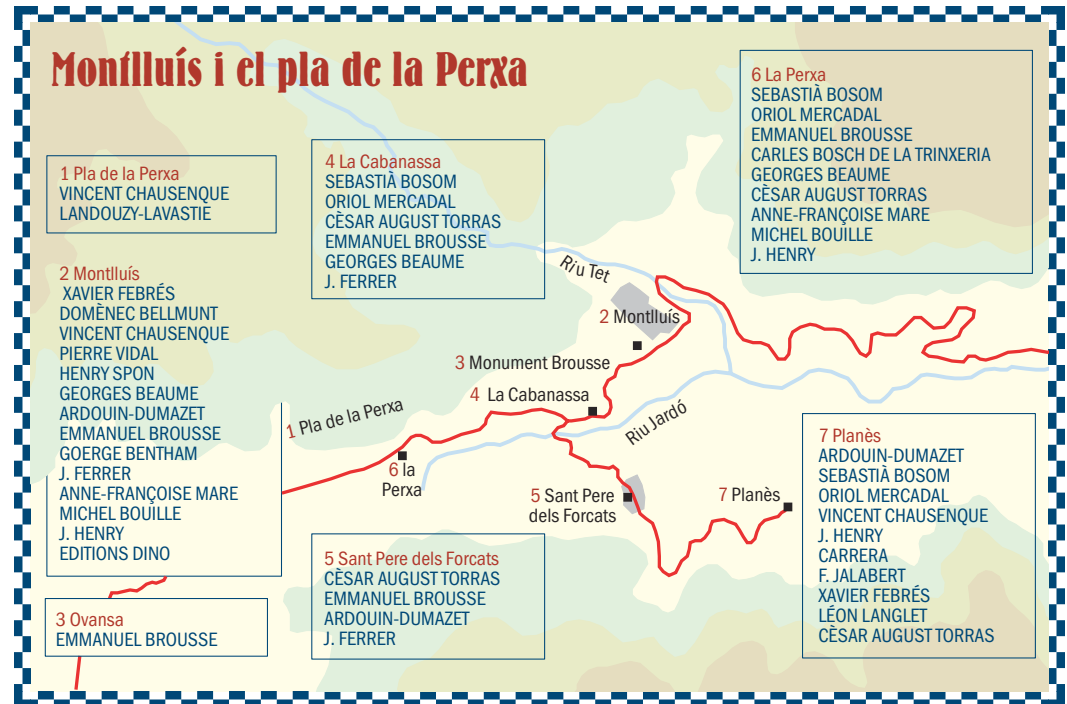 Montlluís i el pla de la Perxa
1 Pla de la Perxa
VINCENT CHAUSENQUE
LANDOUZY-LAVASTIE
2 Montlluís
XAVIER FEBRÉS
DOMÈNEC BELLMUNT
VINCENT CHAUSENQUE
PIERRE VIDAL
HENRY SPON
GEORGES BEAUME
ARDOUIN-DUMAZET
EMMANUEL BROUSSE
GOERGE BENTHAM
J. FERRER
ANNE-FRANÇOISE MARE
MICHEL BOUILLE
J. HENRY
EDITIONS DINO
3 Ovansa
EMMANUEL BROUSSE
4 La Cabanassa
SEBASTIÀ BOSOM
ORIOL MERCADAL
CÈSAR AUGUST TORRAS
EMMANUEL BROUSSE
GEORGES BEAUME
J. FERRER
5 Sant Pere dels Forcats
CÈSAR AUGUST TORRAS
EMMANUEL BROUSSE
ARDOUIN-DUMAZET
J. FERRER
6 La Perxa
SEBASTIÀ BOSOM
ORIOL MERCADAL
EMMANUEL BROUSSE
CARLES BOSCH DE LA TRINXERIA
GEORGES BEAUME
CÈSAR AUGUST TORRAS
ANNE-FRANÇOISE MARE
MICHEL BOUILLE
J. HENRY
7 Planès
ARDOUIN-DUMAZET
SEBASTIÀ BOSOM
ORIOL MERCADAL
VINCENT CHAUSENQUE
J. HENRY
CARRERA
F. JALABERT
XAVIER FEBRÉS
LÉON LANGLET
CÈSAR AUGUST TORRAS
Riu Tet
2 Montlluís
3 Monument Brousse
4 La Cabanassa
1 Pla de la Perxa
Riu Jardó
6 la
Perxa
5 Sant Pere
dels Forcats
7 Planès